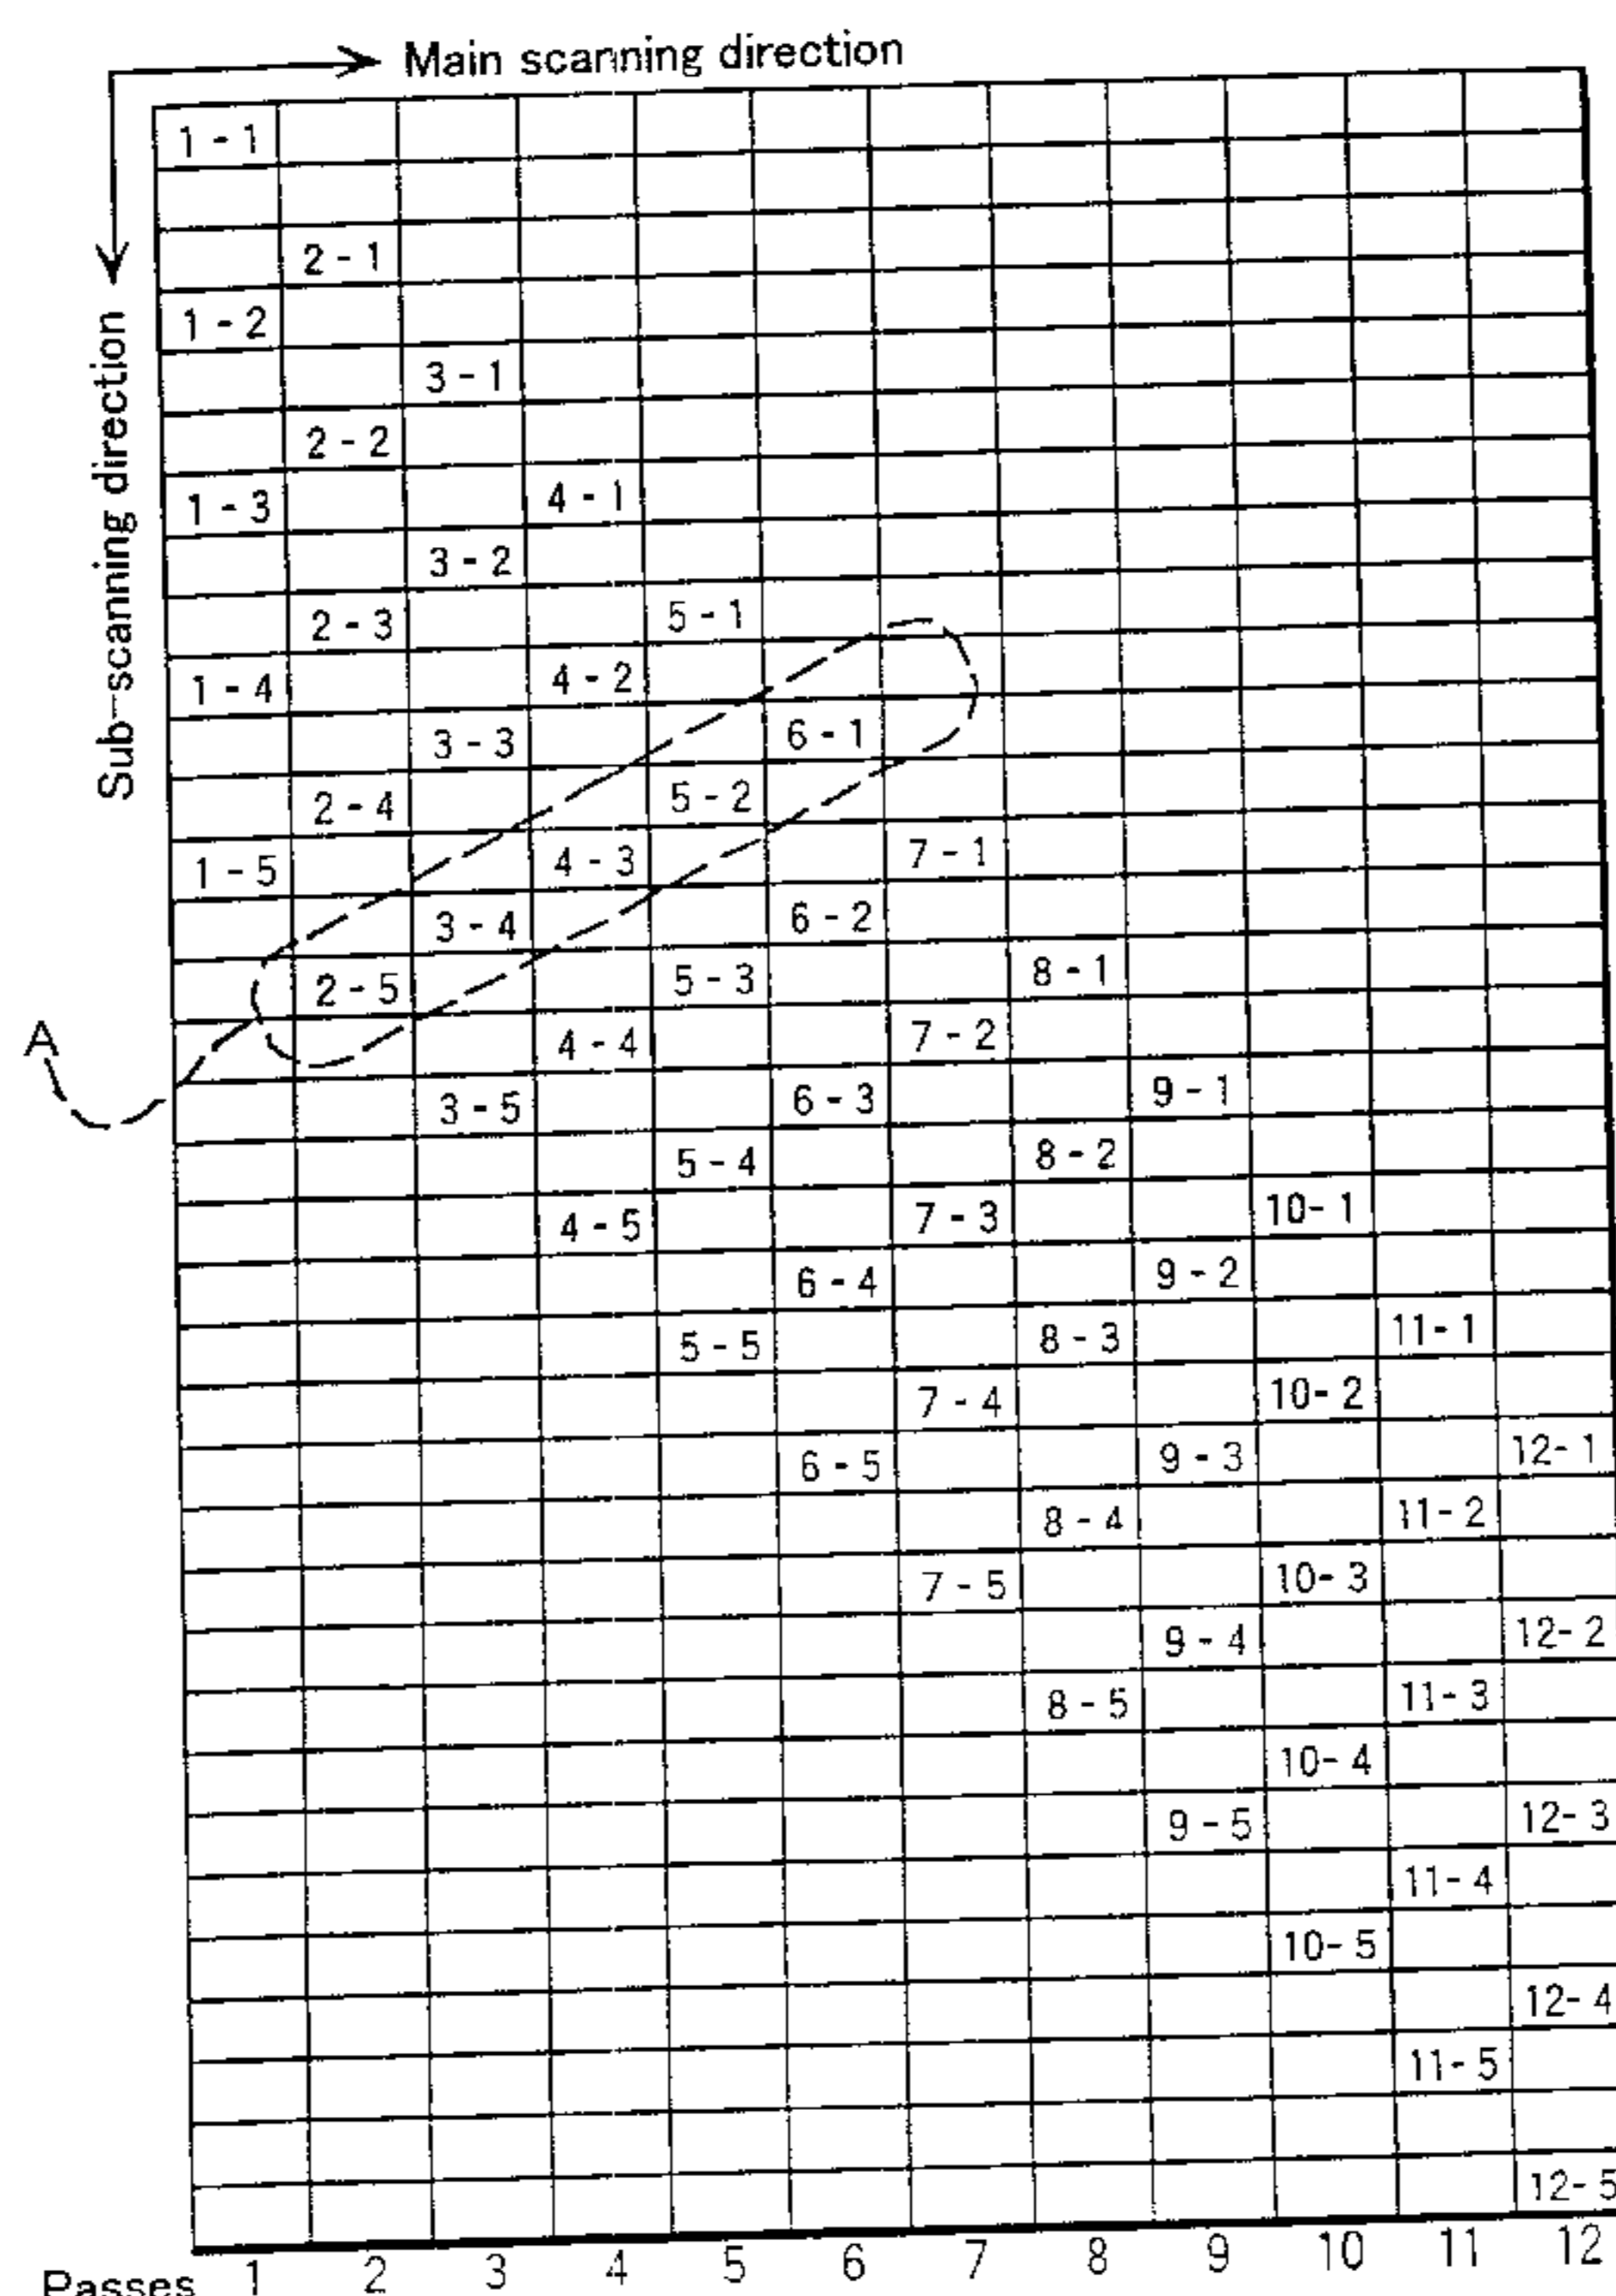 Main scanning direction
Sub-scanning direction
1 - 1
2 - 1
1 - 2
3 - 1
2 - 2
1 - 3 4 - 1
3 - 2
2 - 3 5 - 1
1 - 4 4 - 2
3 - 3 6 - 1
2 - 4 5 - 2
1 - 5 4 - 3 7 - 1
3 - 4 6 - 2
2 - 5 5 - 3 8 - 1
A
4 - 4 7 - 2
3 - 5 6 - 3 9 - 1
5 - 4 8 - 2
4 - 5 7 - 3 10- 1
6 - 4 9 - 2
5 - 5 8 - 3 11- 1
7 - 4 10- 2
6 - 5 9 - 3 12- 1
8 - 4 11- 2
7 - 5 10- 3
9 - 4 12- 2
8 - 5 11- 3
10- 4
9 - 5 12- 3
11- 4
10- 5
12- 4
11- 5
12- 5
Passes 1 2 3 4 5 6 7 8 9 10 11 12